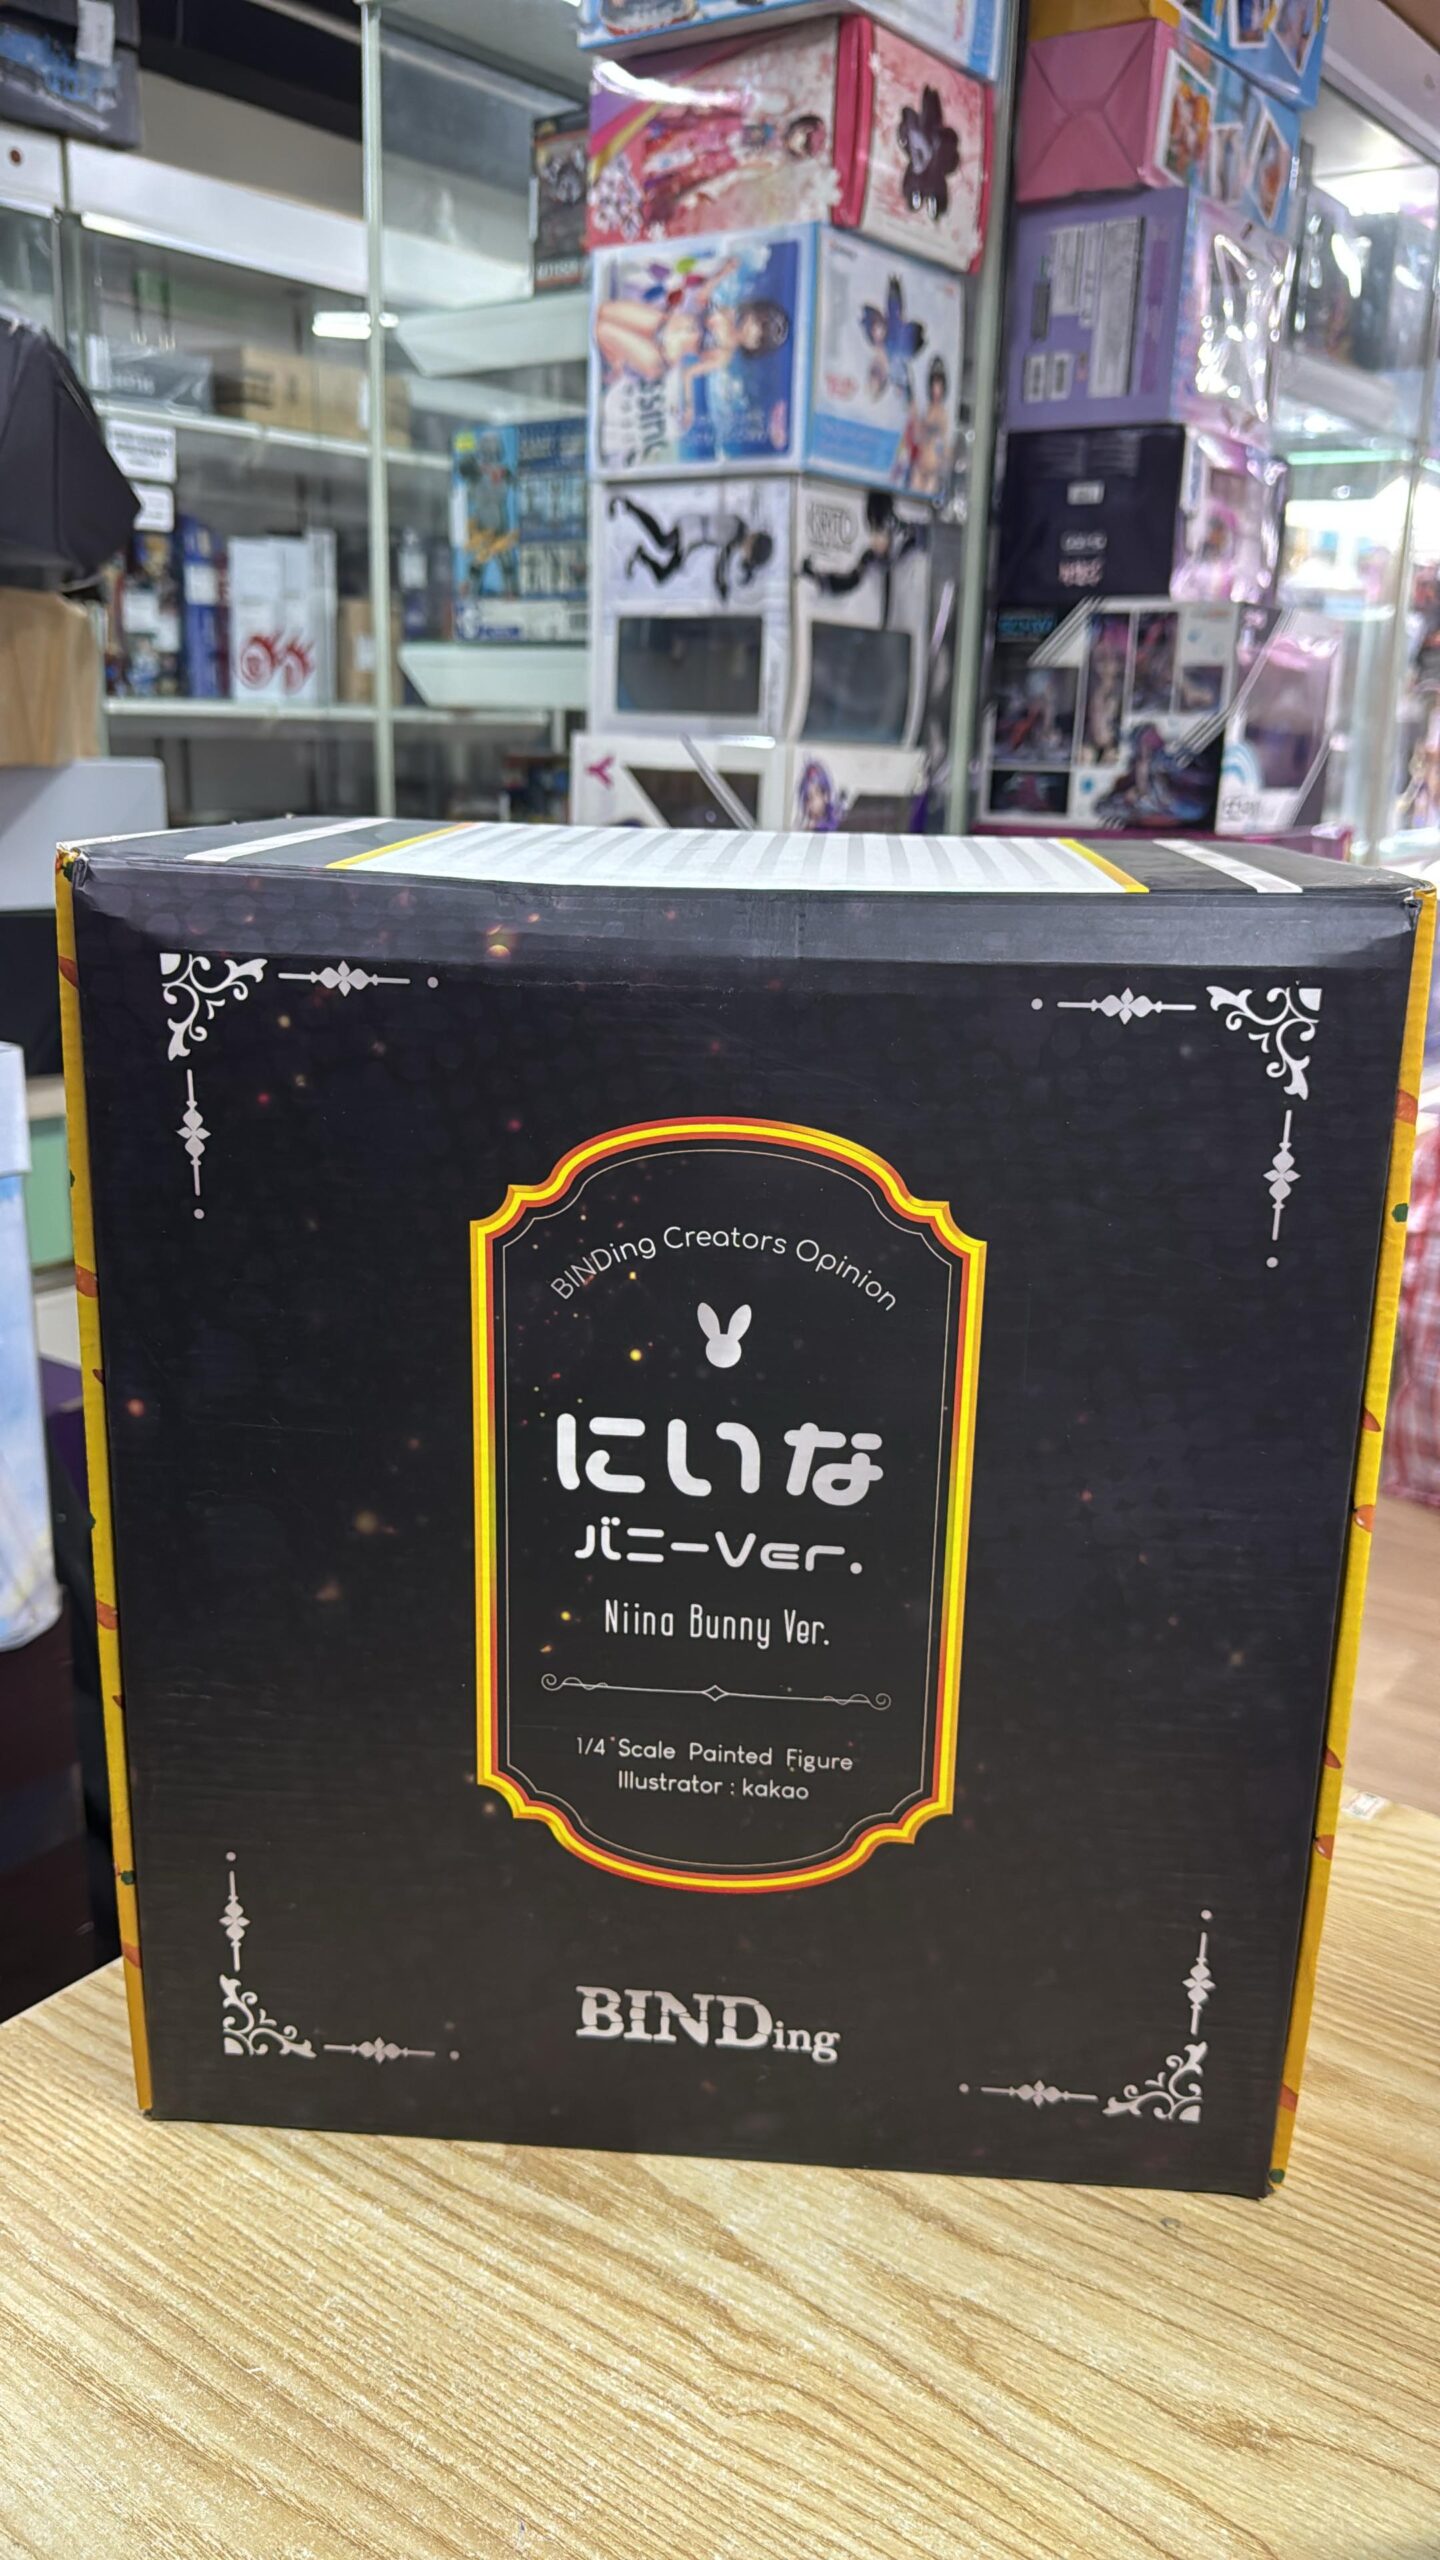 BINDing Creators Opinion
にいな
バニーVer.
Niina Bunny Ver.
1/4 Scale Painted Figure
Illustrator : kakao
BINDing